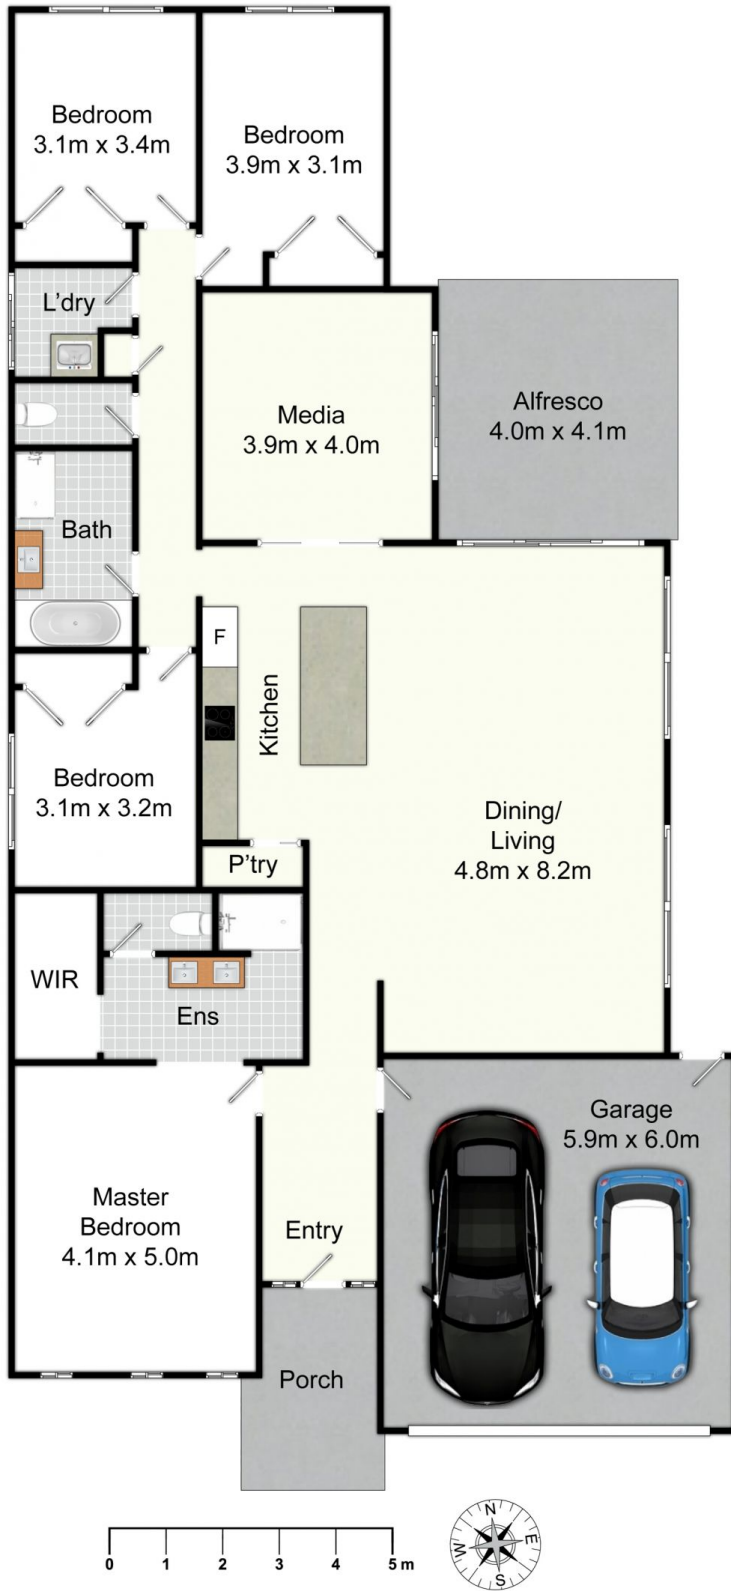 Bedroom
3.1m x 3.4m
Bedroom
3.9m x 3.1m
L'dry
Media
3.9m x 4.0m
Alfresco
4.0m x 4.1m
Bath
F
Kitchen
Bedroom
3.1m x 3.2m
Dining/
Living
4.8m x 8.2m
P'try
WIR
Ens
Garage
5.9m x 6.0m
Master
Bedroom
4.1m x 5.0m
Entry
Porch
0 1 2 3 4 5 m
N
E
S
W